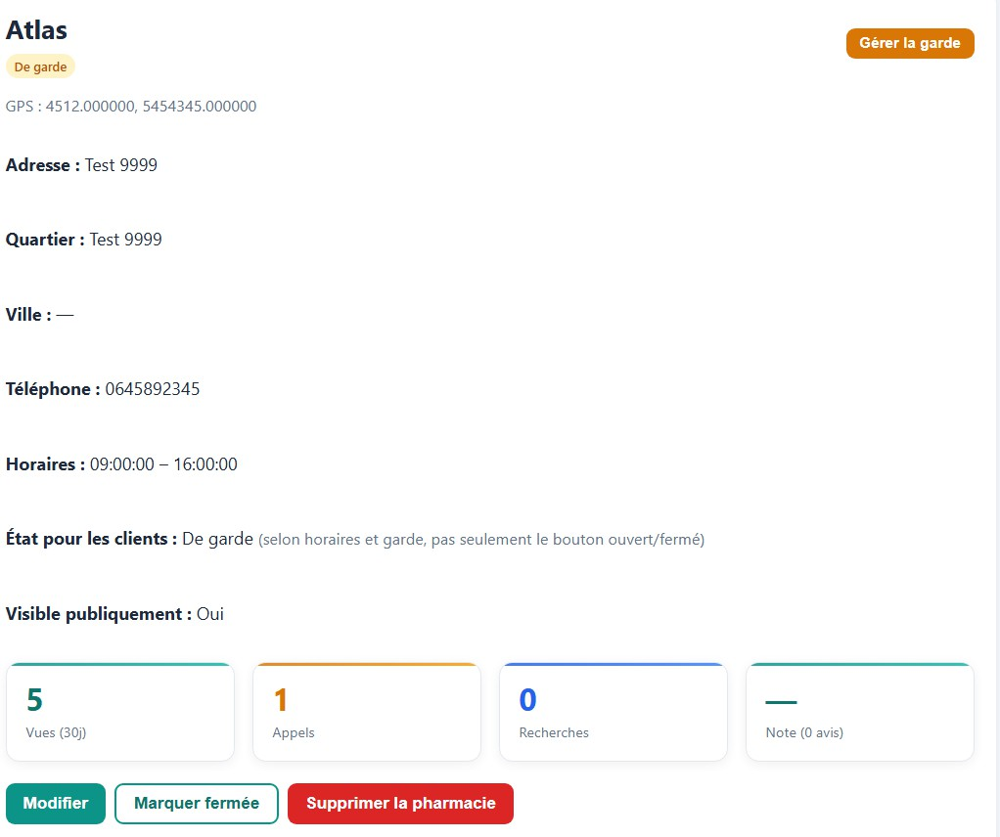 Atlas
Gérer la garde
De garde
GPS : 4512.000000, 5454345.000000
Adresse : Test 9999
Quartier : Test 9999
Ville : —
Téléphone : 0645892345
Horaires : 09:00:00 – 16:00:00
État pour les clients : De garde (selon horaires et garde, pas seulement le bouton ouvert/fermé)
Visible publiquement : Oui
5
Vues (30j)
1
Appels
0
Recherches
—
Note (0 avis)
Modifier
Marquer fermée
Supprimer la pharmacie